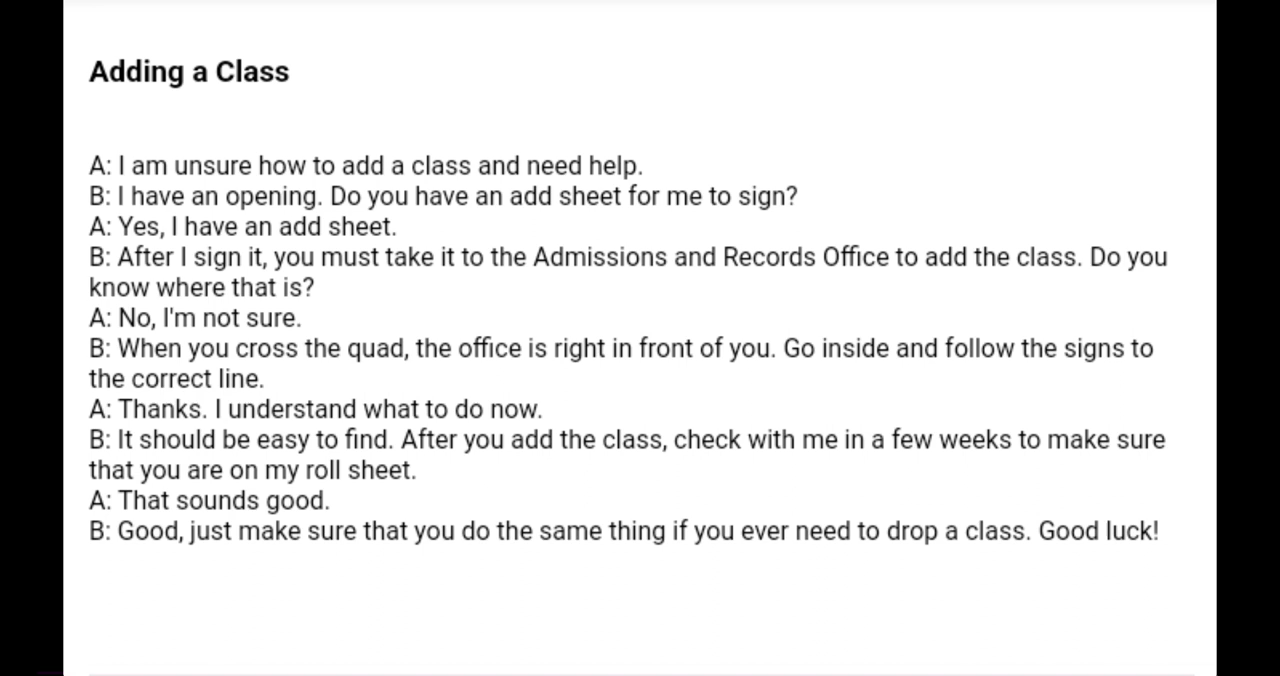 Adding a Class
A: I am unsure how to add a class and need help.
B: I have an opening. Do you have an add sheet for me to sign?
A: Yes, I have an add sheet.
B: After I sign it, you must take it to the Admissions and Records Office to add the class. Do you
know where that is?
A: No, I'm not sure.
B: When you cross the quad, the office is right in front of you. Go inside and follow the signs to
the correct line.
A: Thanks. I understand what to do now.
B: It should be easy to find. After you add the class, check with me in a few weeks to make sure
that you are on my roll sheet.
A: That sounds good.
B: Good, just make sure that you do the same thing if you ever need to drop a class. Good luck!